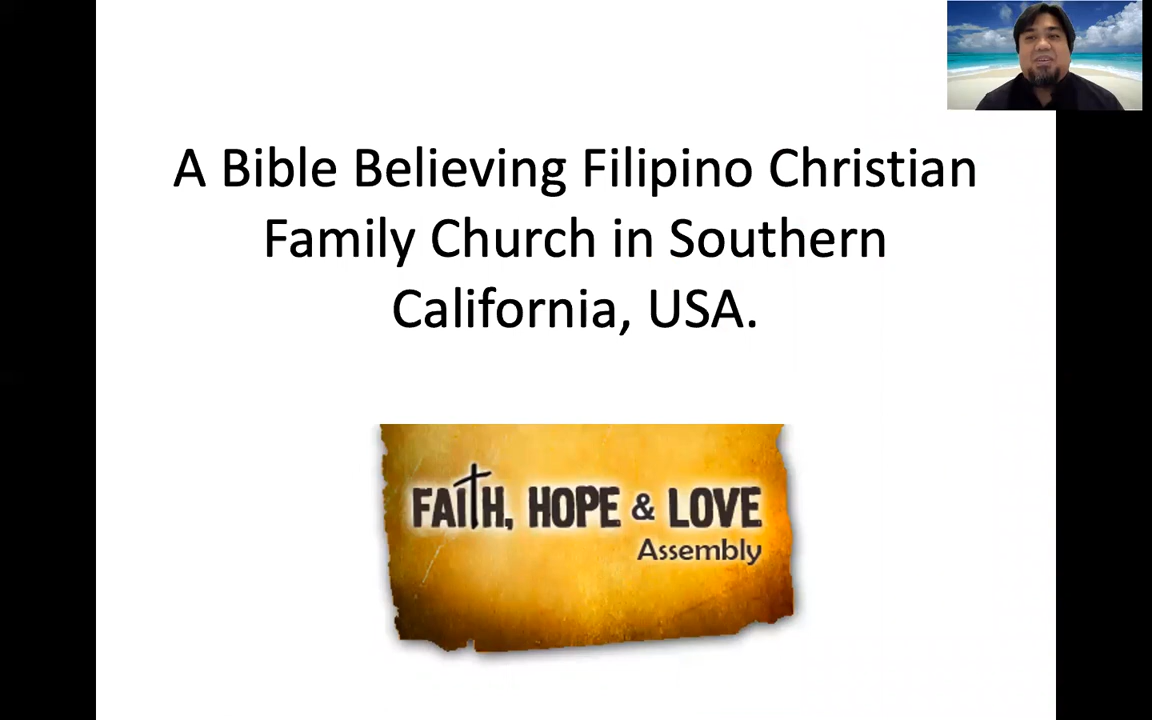 A Bible Believing Filipino Christian
Family Church in Southern
California, USA.
FAITH, HOPE & LOVE
Assembly